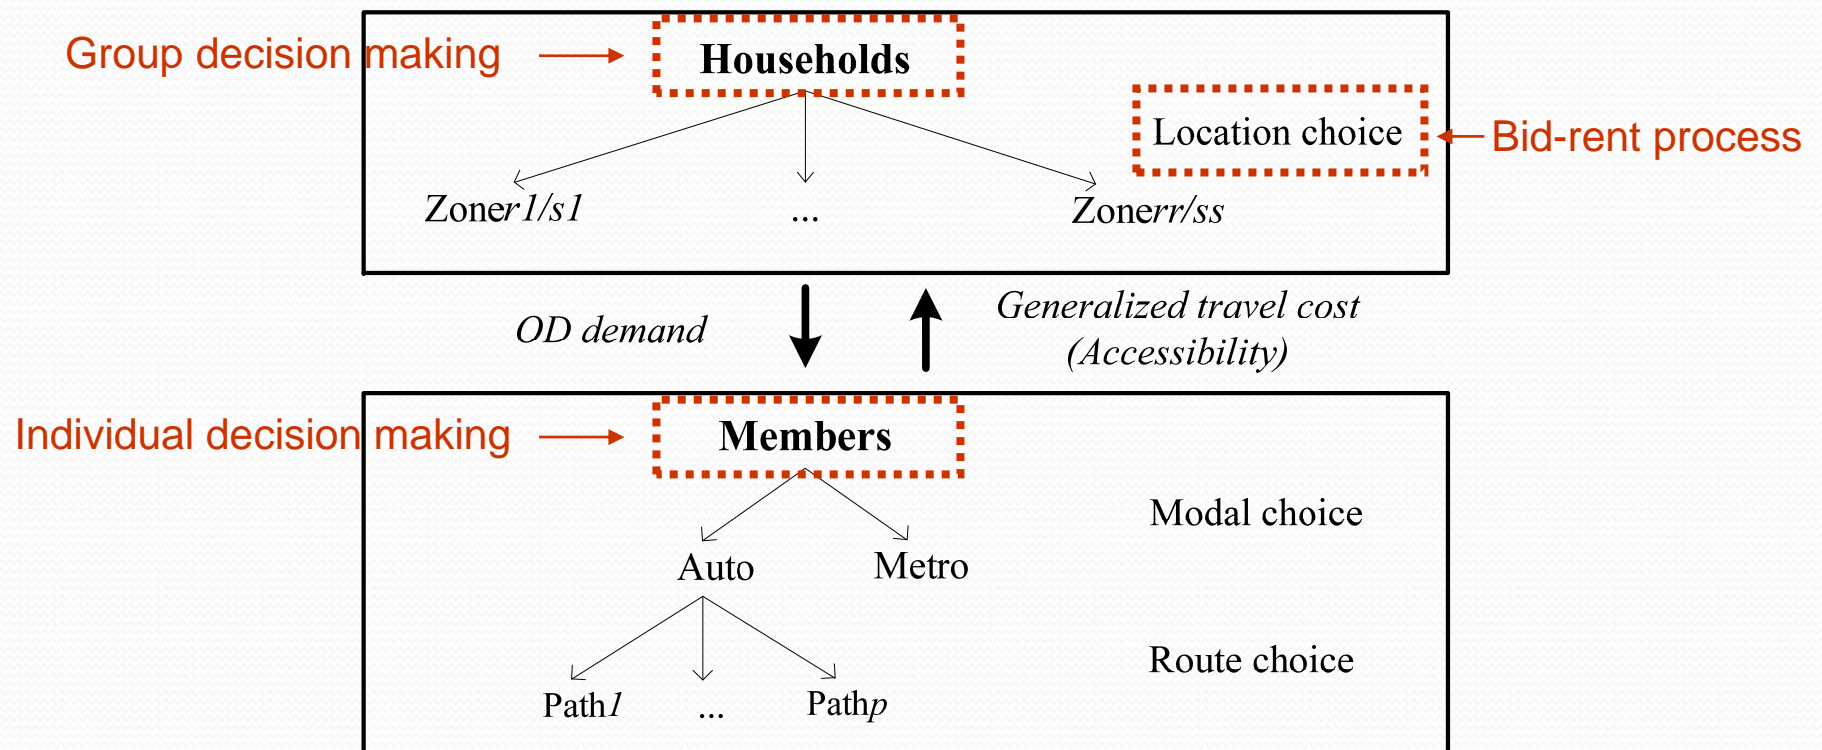 Group decision making
Households
Location choice
Bid-rent process
Zoner1/s1
...
Zonerr/ss
OD demand
Generalized travel cost
(Accessibility)
Individual decision making
Members
Modal choice
Auto
Metro
Route choice
Path1
...
Pathp